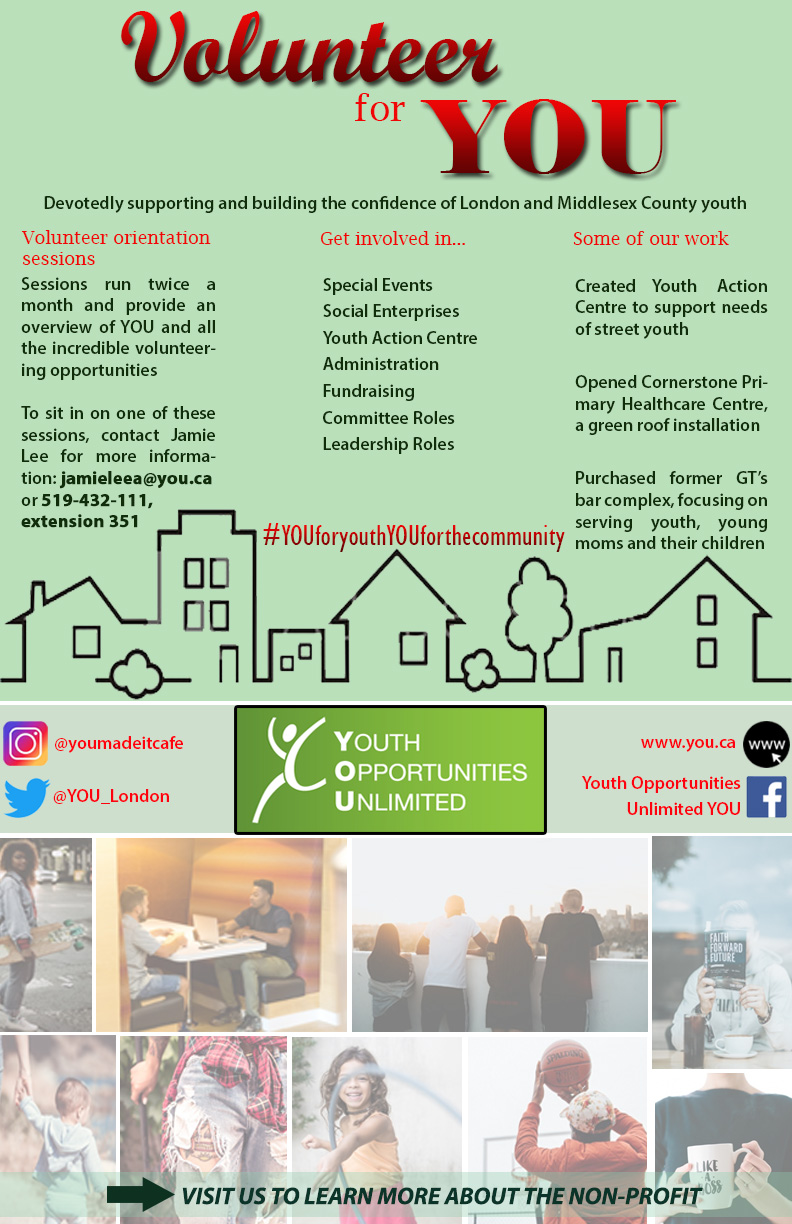 Volunteer
for YOU
Devotedly supporting and building the confidence of London and Middlesex County youth
Volunteer orientation
sessions
Sessions run twice a
month and provide an
overview of YOU and all
the incredible volunteer-
ing opportunities
To sit in on one of these
sessions, contact Jamie
Lee for more informa-
tion: jamieleea@you.ca
or 519-432-111,
extension 351
Get involved in...
Special Events
Social Enterprises
Youth Action Centre
Administration
Fundraising
Committee Roles
Leadership Roles
Some of our work
Created Youth Action
Centre to support needs
of street youth
Opened Cornerstone Pri-
mary Healthcare Centre,
a green roof installation
Purchased former GT's
bar complex, focusing on
serving youth, young
moms and their children
#YOUforyouthYOUforthecommunity
@youmadeitcafe
@YOU_London
YOUTH
OPPORTUNITIES
UNLIMITED
www.you.ca
www
Youth Opportunities
Unlimited YOU
f
FAITH
FORWARD
FUTURE
SPALDING
LIKE
A
BOSS
VISIT US TO LEARN MORE ABOUT THE NON-PROFIT